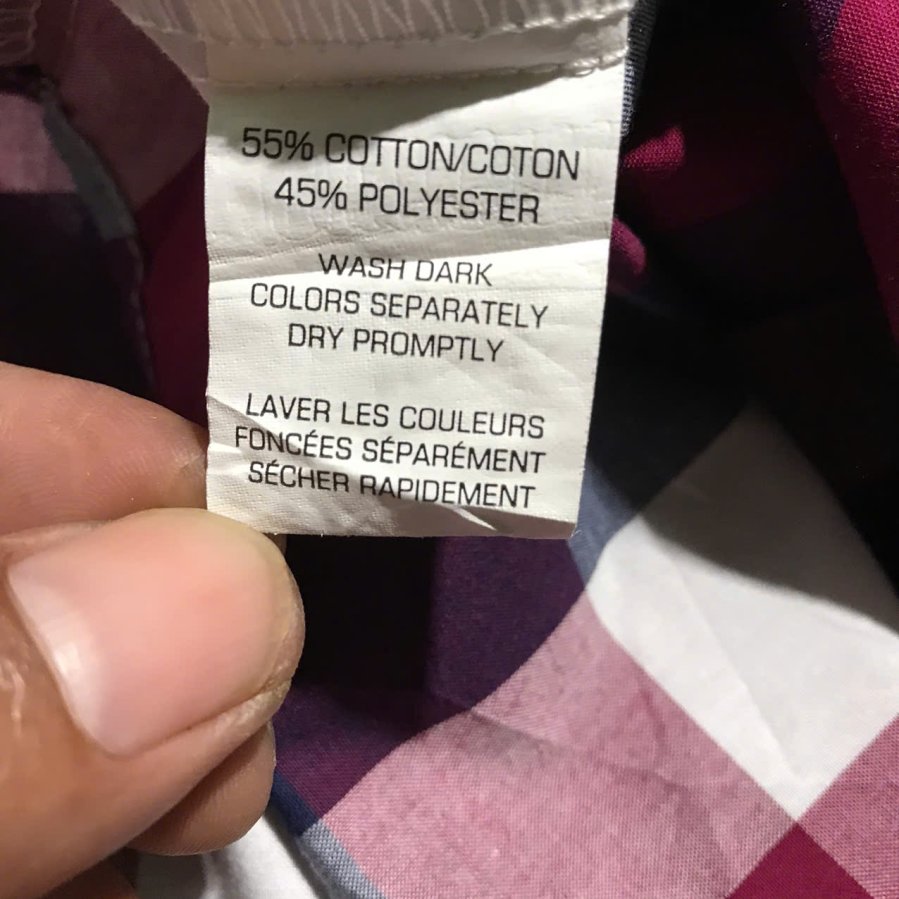 55% COTTON/COTON
45% POLYESTER
WASH DARK
COLORS SEPARATELY
DRY PROMPTLY
LAVER LES COULEURS
FONCÉES SÉPARÉMENT
SÉCHER RAPIDEMENT